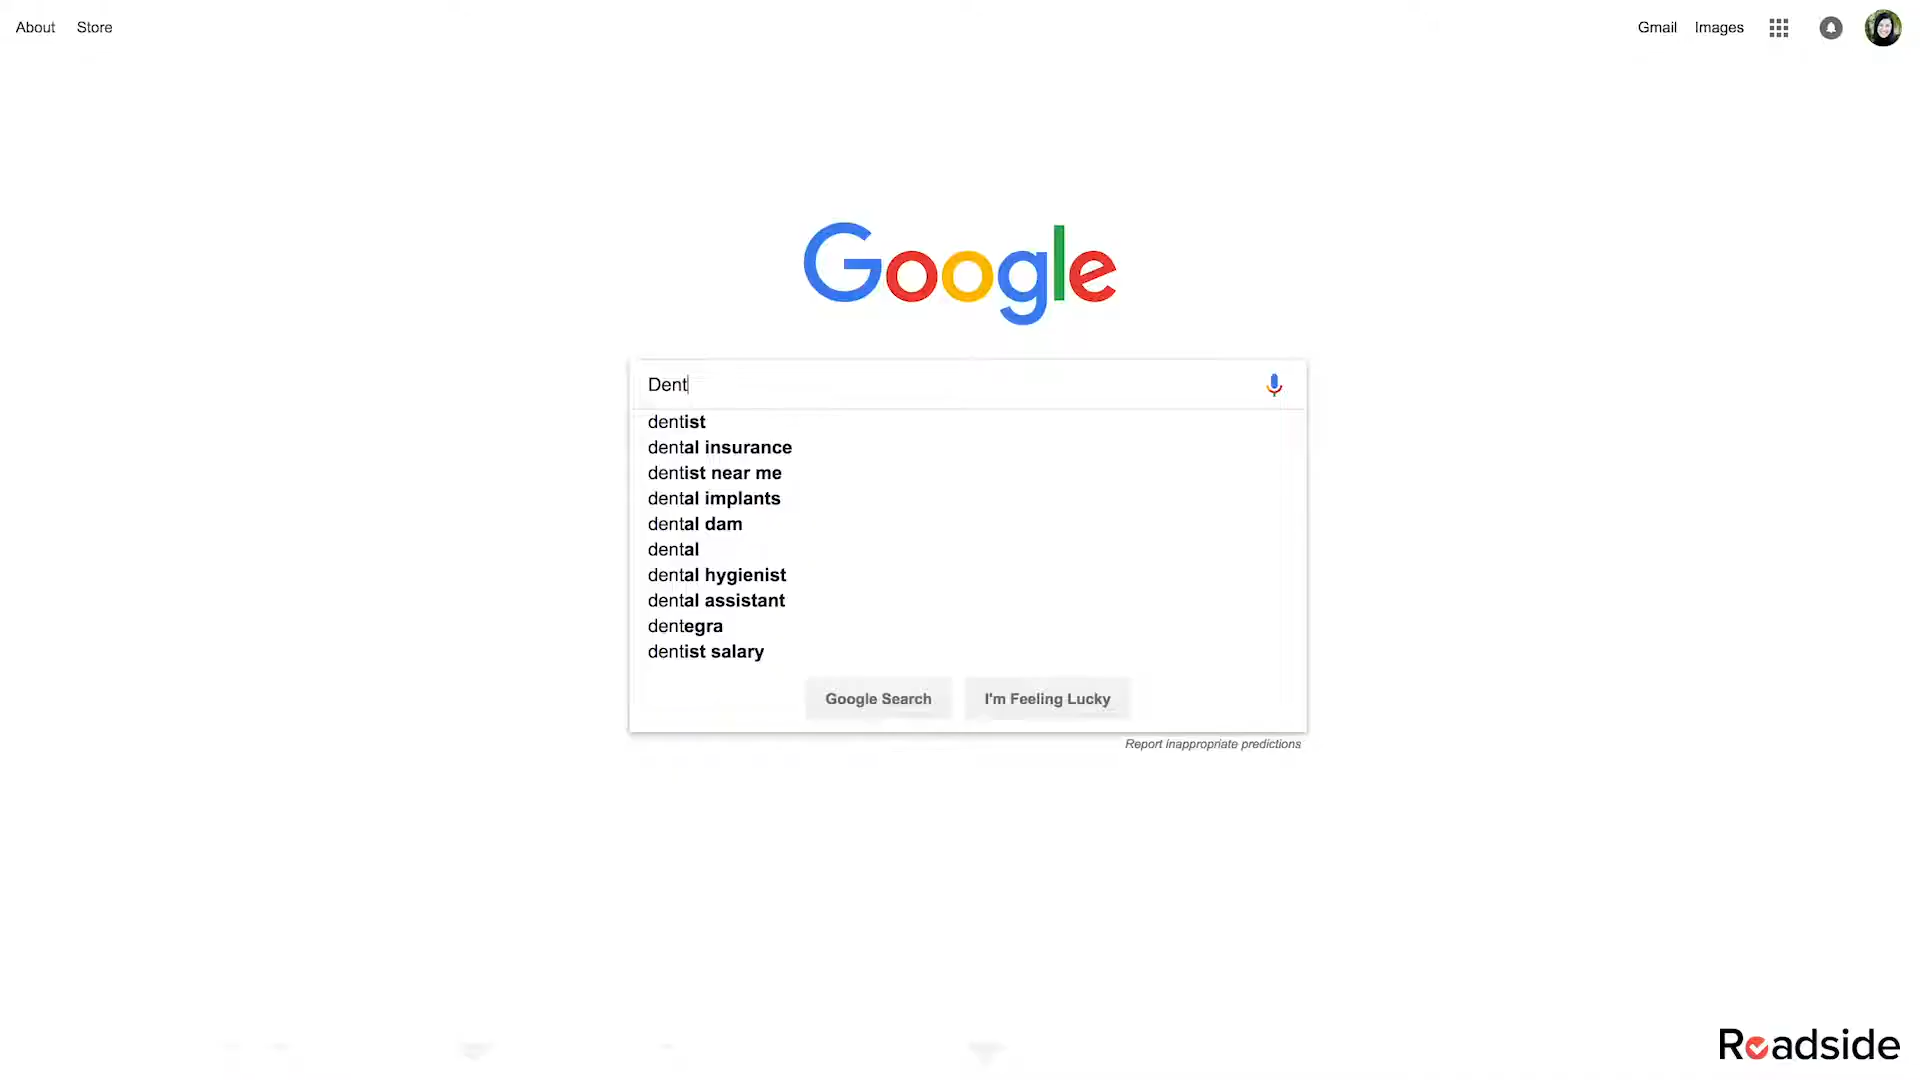 About Store Gmail Images
Google
Dent
dentist
dental insurance
dentist near me
dental implants
dental dam
dental
dental hygienist
dental assistant
dentegra
dentist salary
Google Search I'm Feeling Lucky
Report inappropriate predictions
Roadside